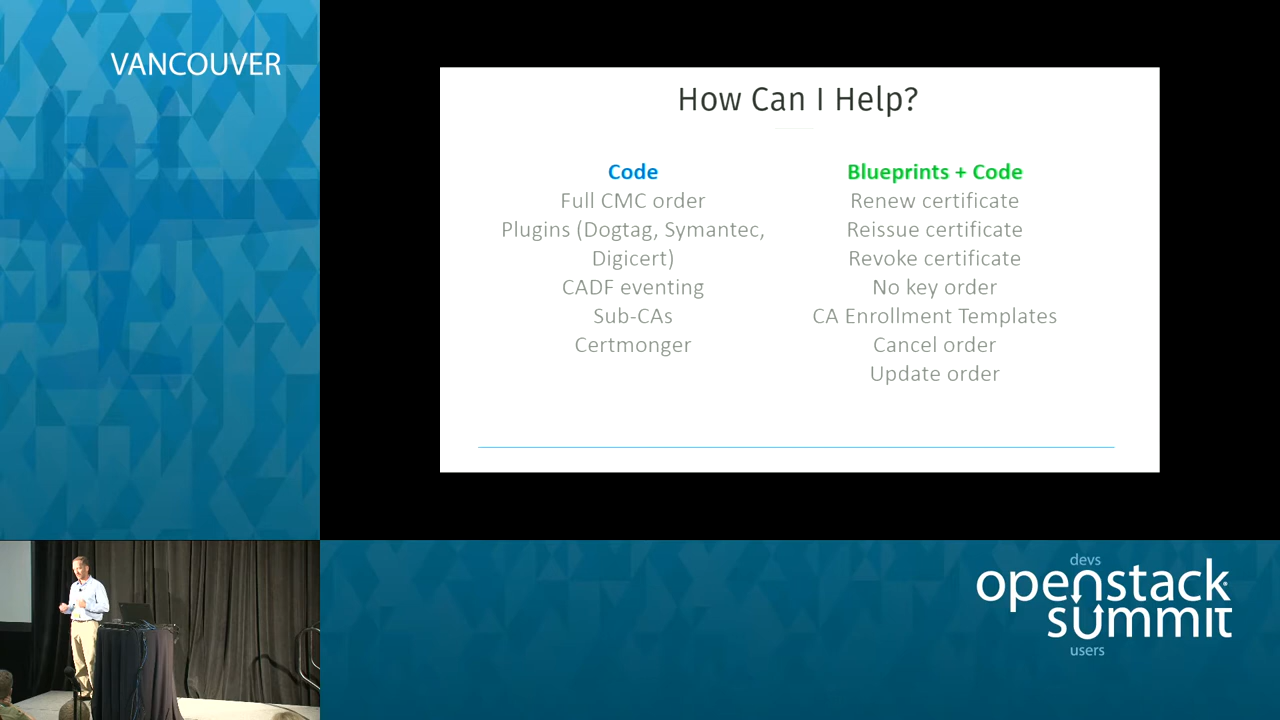 VANCOUVER
How Can I Help?
Code
Full CMC order
Plugins (Dogtag, Symantec,
Digicert)
CADF eventing
Sub-CAs
Certmonger
Blueprints + Code
Renew certificate
Reissue certificate
Revoke certificate
No key order
CA Enrollment Templates
Cancel order
Update order
devs
openstack
summit
users